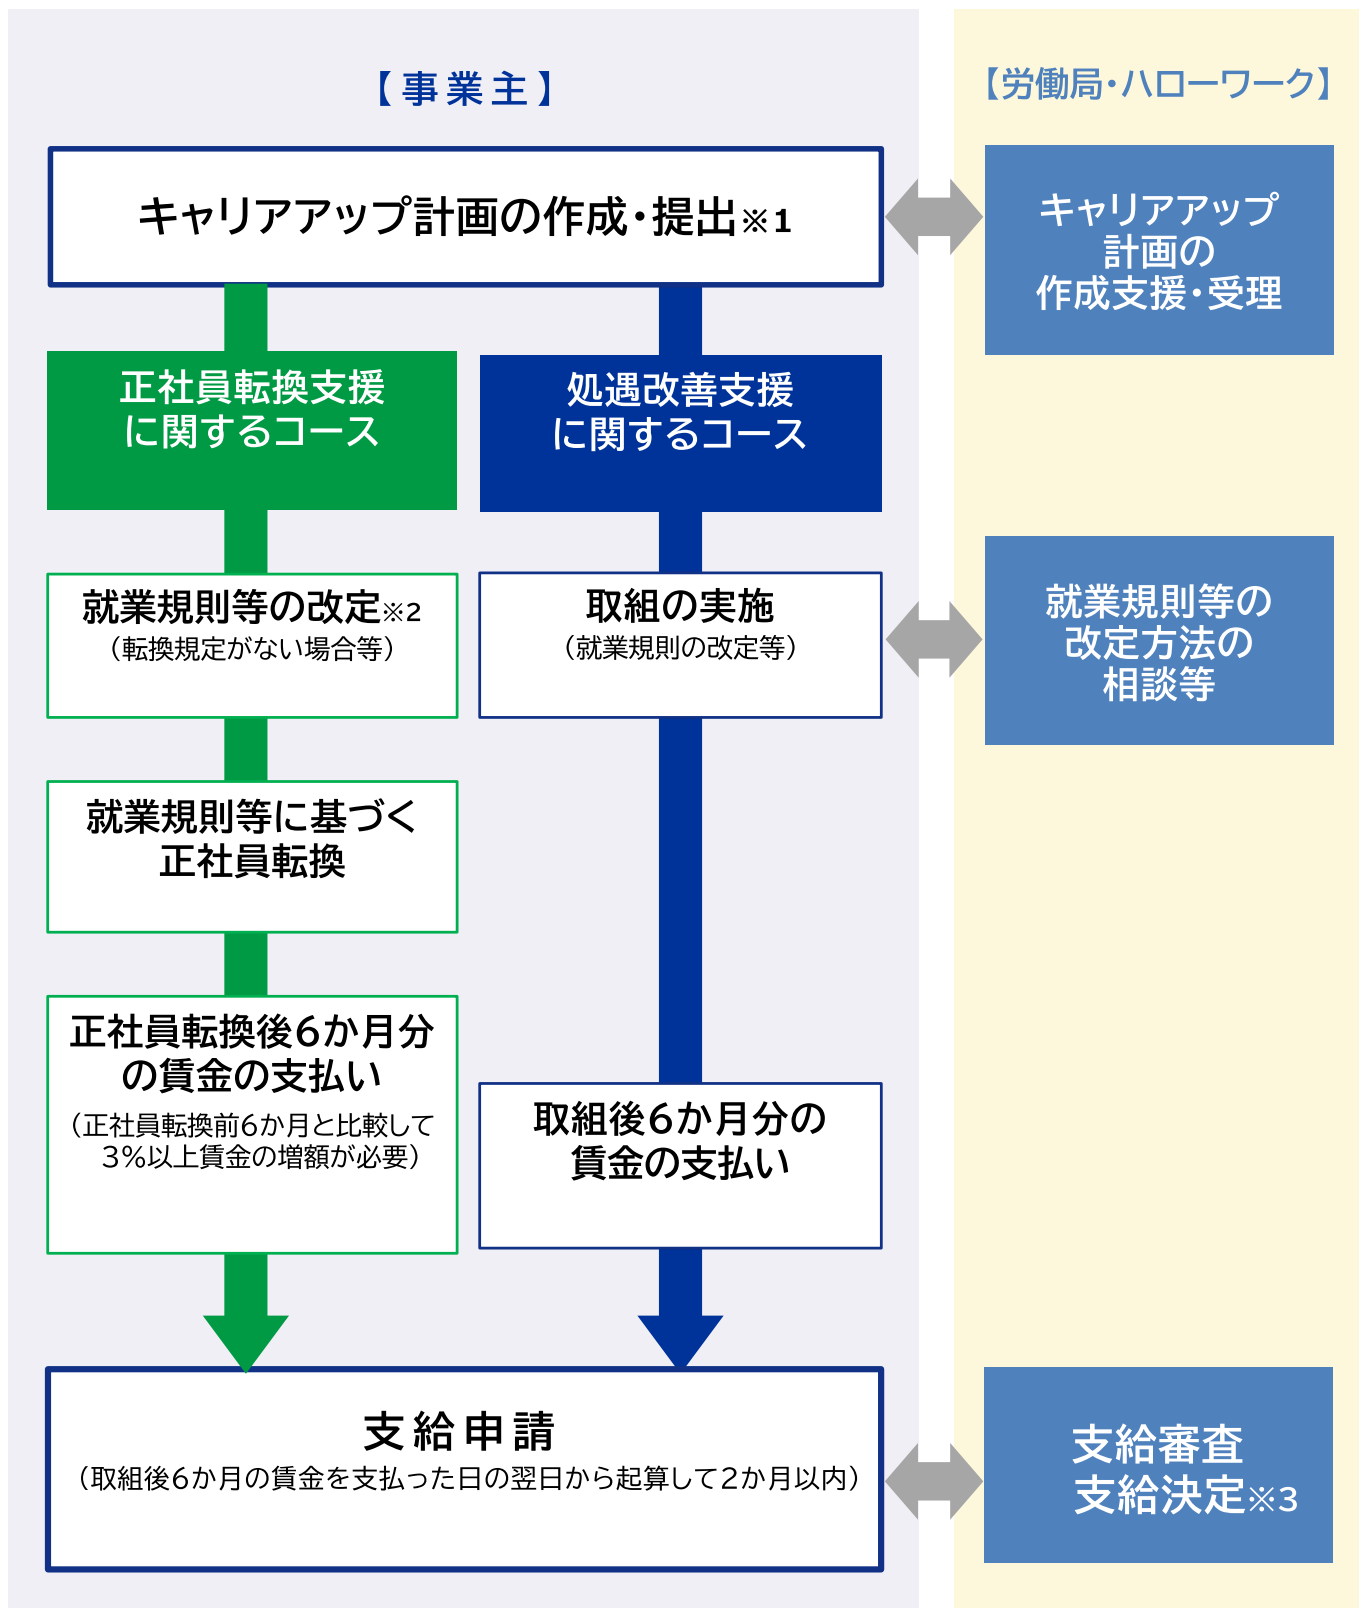 【事業主】
キャリアアップ計画の作成・提出※1
正社員転換支援
に関するコース
就業規則等の改定※2
（転換規定がない場合等）
就業規則等に基づく
正社員転換
正社員転換後6か月分
の賃金の支払い
（正社員転換前6か月と比較して
3%以上賃金の増額が必要）
処遇改善支援
に関するコース
取組の実施
（就業規則の改定等）
取組後6か月分の
賃金の支払い
支給申請
（取組後6か月の賃金を支払った日の翌日から起算して2か月以内）
【労働局・ハローワーク】
キャリアアップ
計画の
作成支援・受理
就業規則等の
改定方法の
相談等
支給審査
支給決定※3